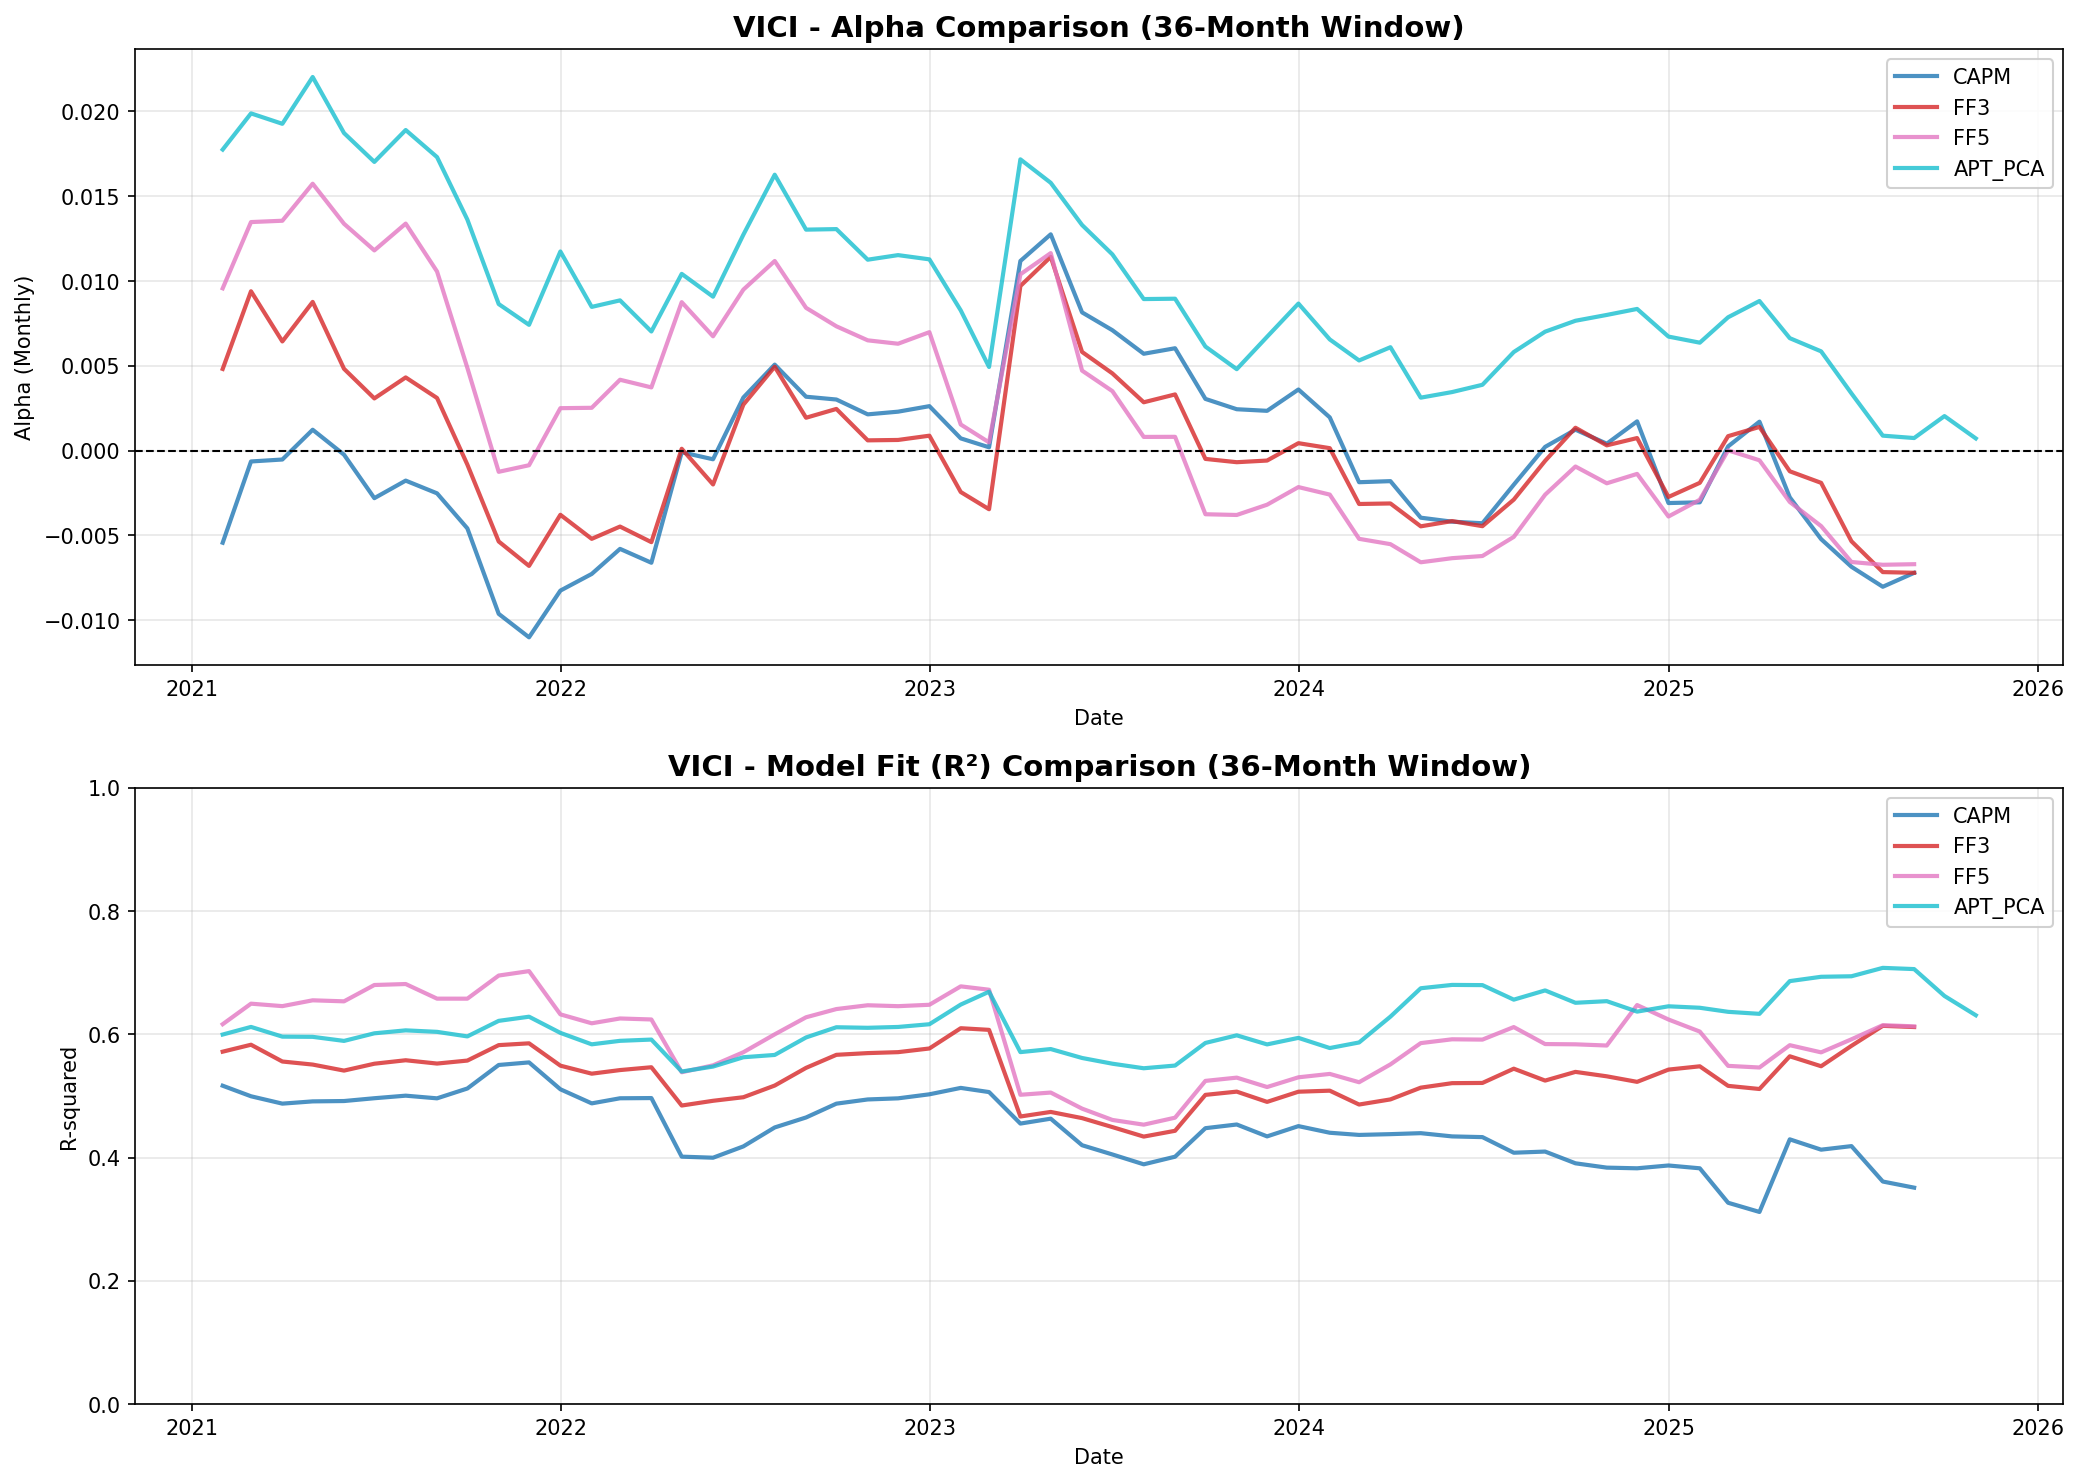 VICI - Alpha Comparison (36-Month Window)
CAPM
FF3
FF5
APT_PCA
Alpha (Monthly)
0.020
0.015
0.010
0.005
0.000
−0.005
−0.010
2021 2022 2023 2024 2025 2026
Date
VICI - Model Fit (R²) Comparison (36-Month Window)
CAPM
FF3
FF5
APT_PCA
R-squared
1.0
0.8
0.6
0.4
0.2
0.0
2021 2022 2023 2024 2025 2026
Date